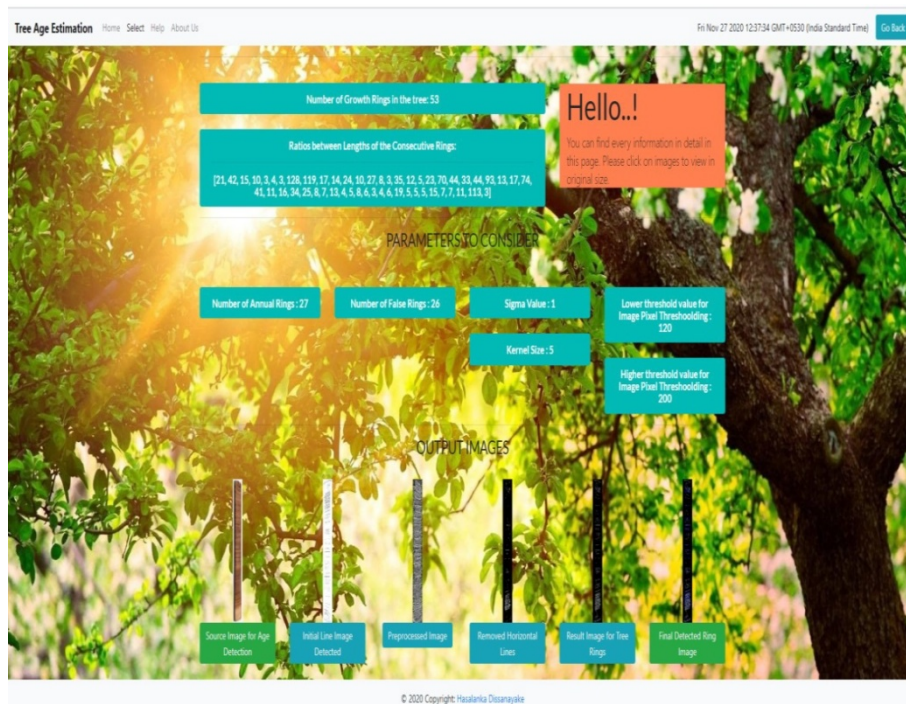 Tree Age Estimation Home Select Help About Us
Fri Nov 27 2020 12:37:34 GMT+0530 (India Standard Time) Go Back
Number of Growth Rings in the tree: 53
Hello..!
You can find every information in detail in
this page. Please click on images to view in
original size.
Ratios between Lengths of the Consecutive Rings:
[21, 42, 15, 10, 3, 4, 3, 128, 119, 17, 14, 24, 10, 27, 8, 3, 35, 12, 5, 23, 70, 44, 33, 44, 93, 13, 17, 74,
41, 11, 16, 34, 25, 8, 7, 13, 4, 5, 8, 6, 3, 4, 6, 19, 5, 5, 5, 15, 7, 7, 11, 113, 3]
PARAMETERS TO CONSIDER
Number of Annual Rings : 27
Number of False Rings : 26
Sigma Value : 1
Lower threshold value for
Image Pixel Threshoolding :
120
Kernel Size : 5
Higher threshold value for
Image Pixel Threshoolding :
200
OUTPUT IMAGES
Source Image for Age
Detection
Initial Line Image
Detected
Preprocessed Image
Removed Horizontal
Lines
Result Image for Tree
Rings
Final Detected Ring
Image
© 2020 Copyright: Hasalanka Dissanayake